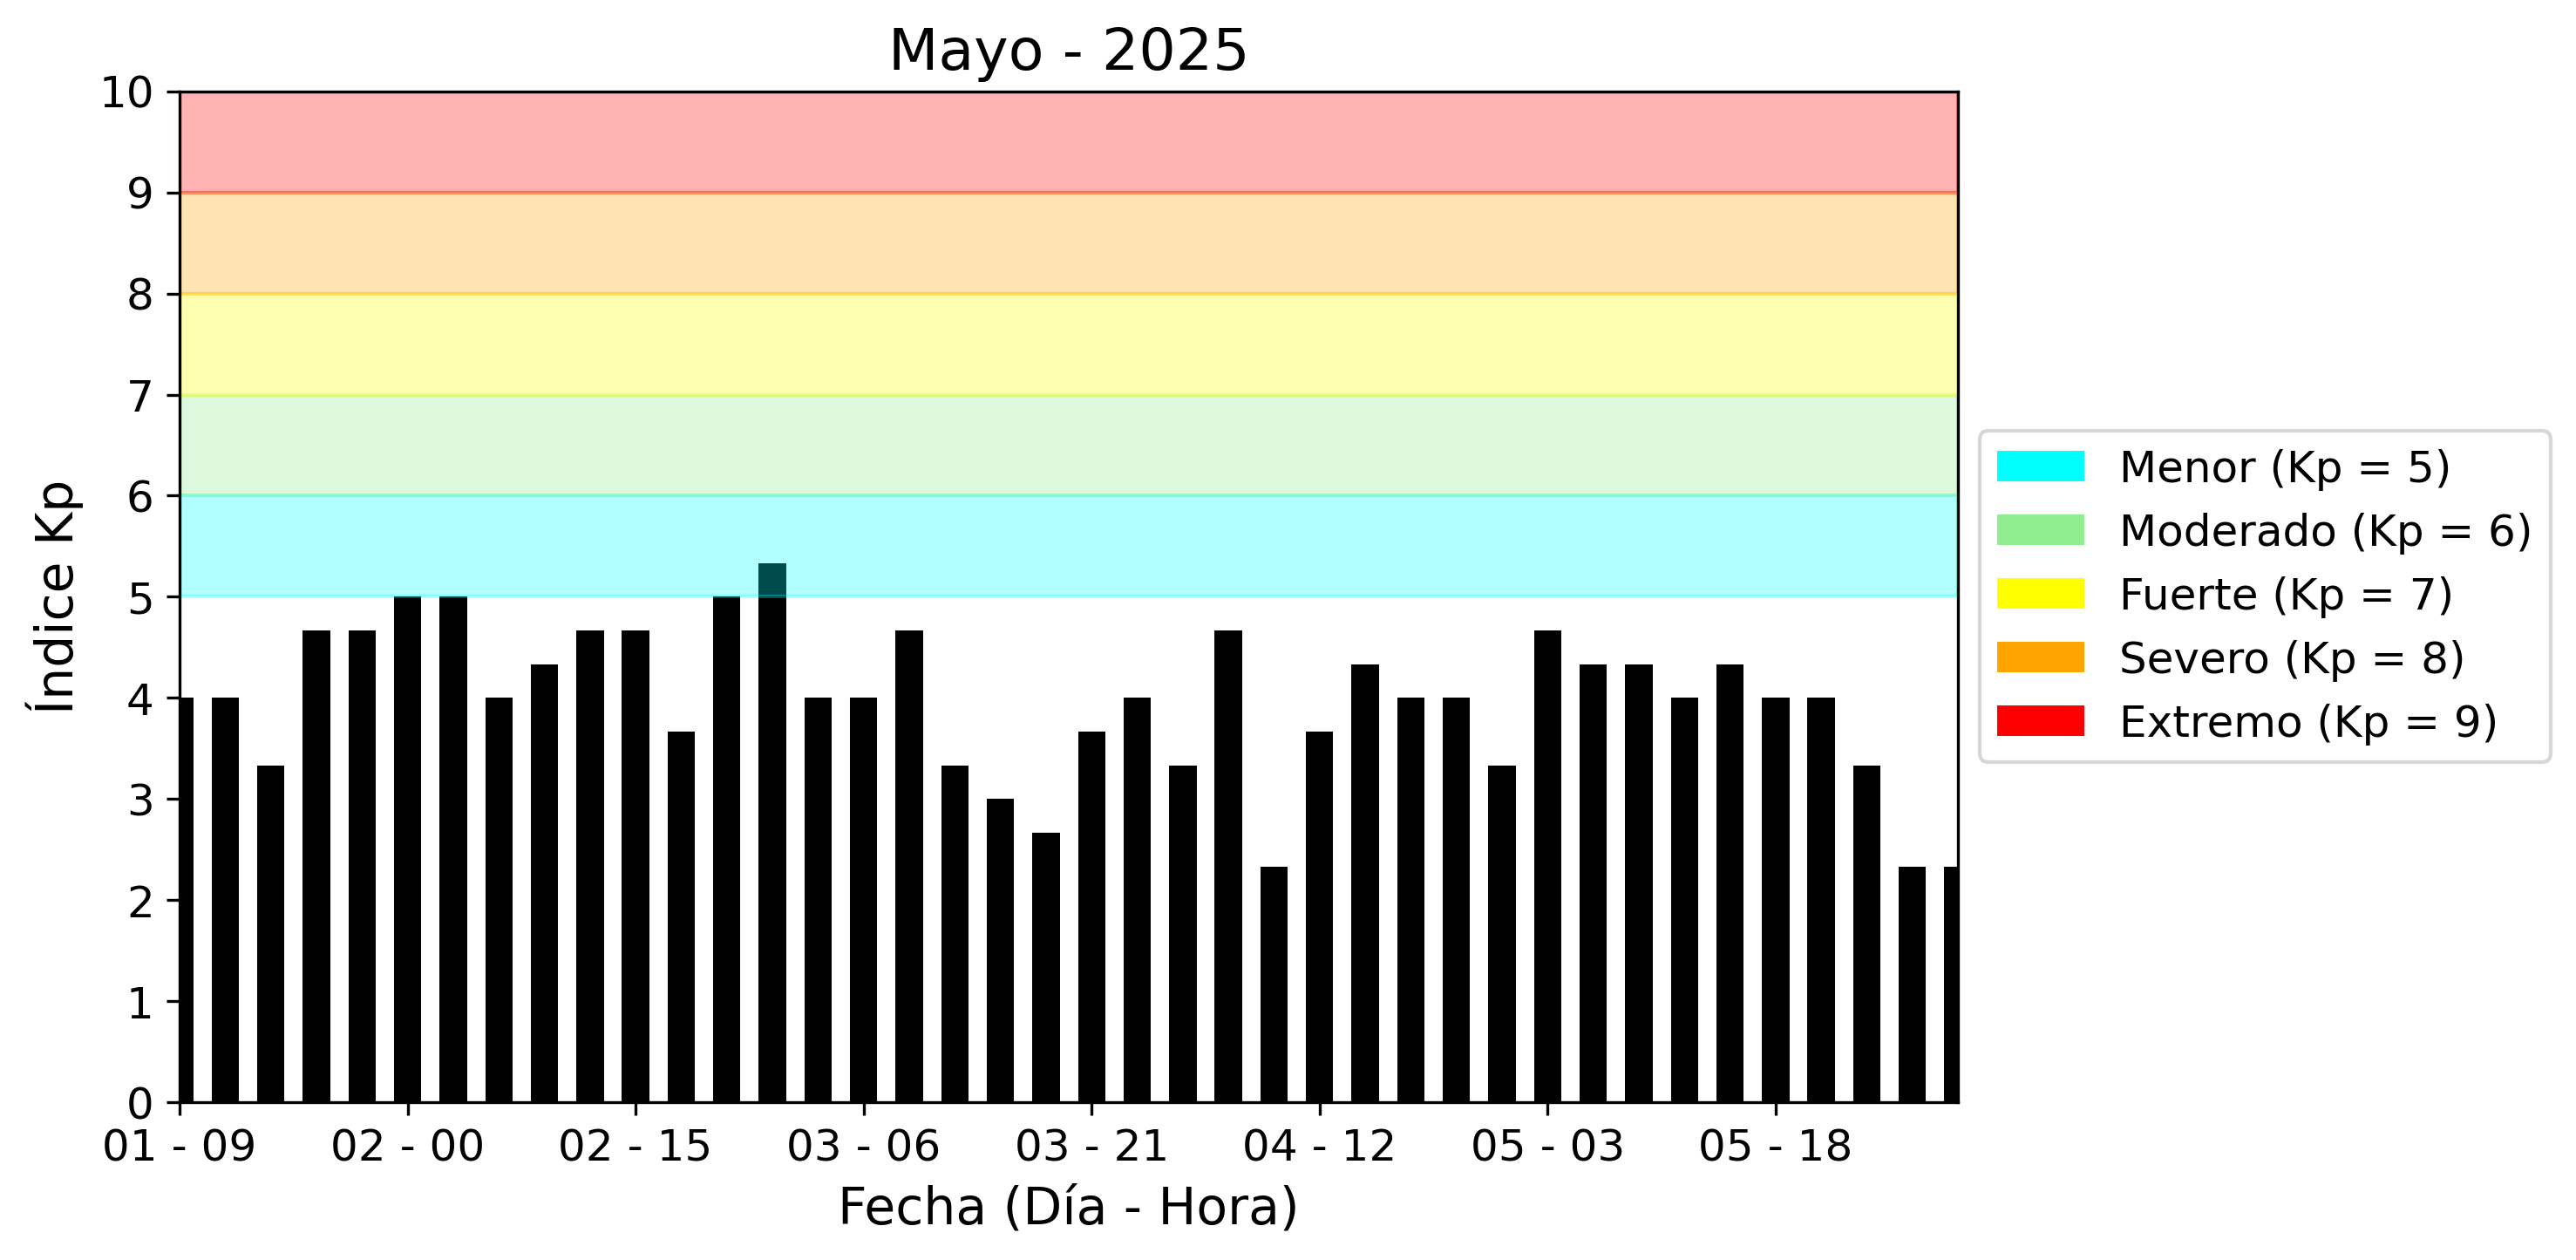 Mayo - 2025
10
9
8
7
6
5
4
3
2
1
0
Índice Kp
01 - 09
02 - 00
02 - 15
03 - 06
03 - 21
04 - 12
05 - 03
05 - 18
Fecha (Día - Hora)
Menor (Kp = 5)
Moderado (Kp = 6)
Fuerte (Kp = 7)
Severo (Kp = 8)
Extremo (Kp = 9)